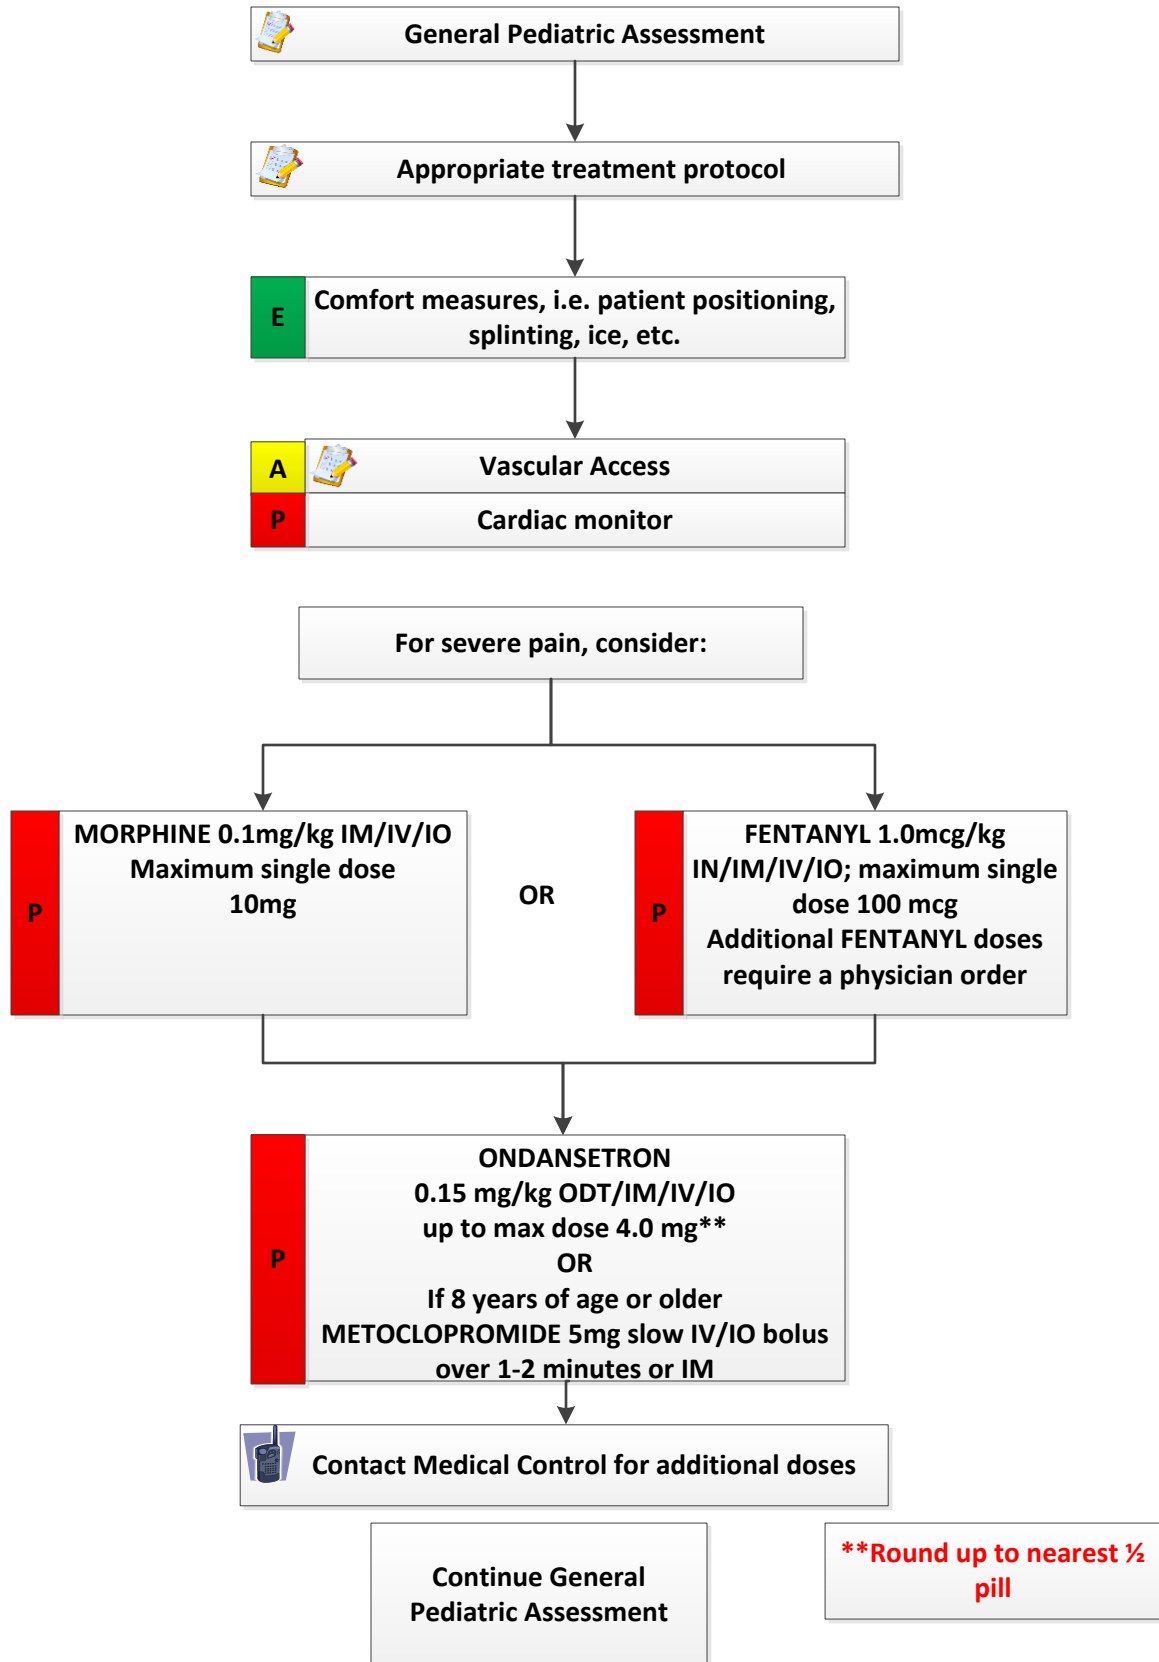 General Pediatric Assessment
Appropriate treatment protocol
E
Comfort measures, i.e. patient positioning,
splinting, ice, etc.
A
Vascular Access
P
Cardiac monitor
For severe pain, consider:
P
MORPHINE 0.1mg/kg IM/IV/IO
Maximum single dose
10mg
OR
P
FENTANYL 1.0mcg/kg
IN/IM/IV/IO; maximum single
dose 100 mcg
Additional FENTANYL doses
require a physician order
P
ONDANSETRON
0.15 mg/kg ODT/IM/IV/IO
up to max dose 4.0 mg**
OR
If 8 years of age or older
METOCLOPROMIDE 5mg slow IV/IO bolus
over 1-2 minutes or IM
Contact Medical Control for additional doses
Continue General
Pediatric Assessment
**Round up to nearest ½
pill